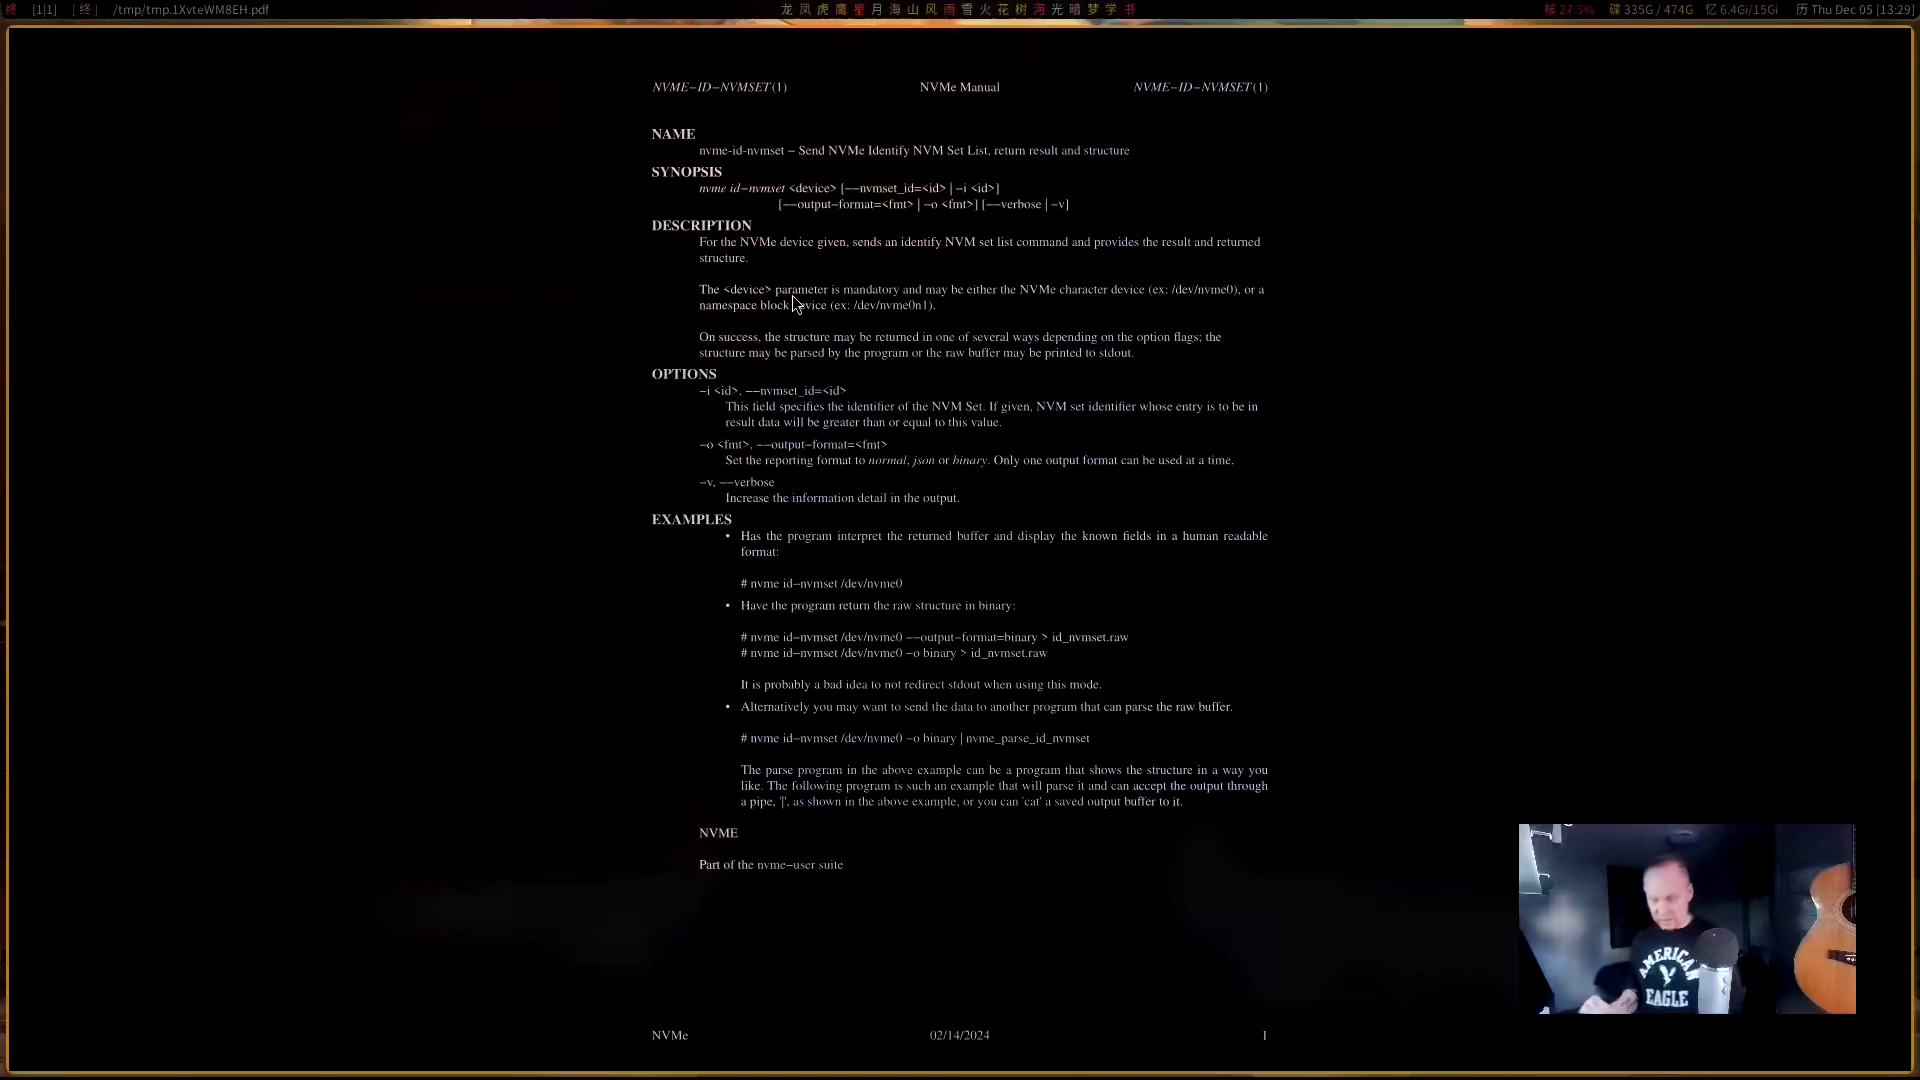 终 [1|1] [ 终 ] /tmp/tmp.1XvteWM8EH.pdf 龙 凤 虎 鹰 星 月 海 山 风 雨 雪 火 花 树 河 光 暗 梦 学 书 核 27.5% 碟 335G / 474G 忆 6.4Gi/15Gi 历 Thu Dec 05 [13:29]
NVME−ID−NVMSET(1) NVMe Manual NVME−ID−NVMSET(1)
NAME
nvme-id-nvmset − Send NVMe Identify NVM Set List, return result and structure
SYNOPSIS
nvme id−nvmset <device> [−−nvmset_id=<id> | −i <id>]
[−−output−format=<fmt> | −o <fmt>] [−−verbose | −v]
DESCRIPTION
For the NVMe device given, sends an identify NVM set list command and provides the result and returned
structure.
The <device> parameter is mandatory and may be either the NVMe character device (ex: /dev/nvme0), or a
namespace block device (ex: /dev/nvme0n1).
On success, the structure may be returned in one of several ways depending on the option flags; the
structure may be parsed by the program or the raw buffer may be printed to stdout.
OPTIONS
−i <id>, −−nvmset_id=<id>
This field specifies the identifier of the NVM Set. If given, NVM set identifier whose entry is to be in
result data will be greater than or equal to this value.
−o <fmt>, −−output−format=<fmt>
Set the reporting format to normal, json or binary. Only one output format can be used at a time.
−v, −−verbose
Increase the information detail in the output.
EXAMPLES
• Has the program interpret the returned buffer and display the known fields in a human readable
format:
# nvme id−nvmset /dev/nvme0
• Have the program return the raw structure in binary:
# nvme id−nvmset /dev/nvme0 −−output−format=binary > id_nvmset.raw
# nvme id−nvmset /dev/nvme0 −o binary > id_nvmset.raw
It is probably a bad idea to not redirect stdout when using this mode.
• Alternatively you may want to send the data to another program that can parse the raw buffer.
# nvme id−nvmset /dev/nvme0 −o binary | nvme_parse_id_nvmset
The parse program in the above example can be a program that shows the structure in a way you
like. The following program is such an example that will parse it and can accept the output through
a pipe, '|', as shown in the above example, or you can 'cat' a saved output buffer to it.
NVME
Part of the nvme−user suite
AMERICAN
EAGLE
NVMe 02/14/2024 1